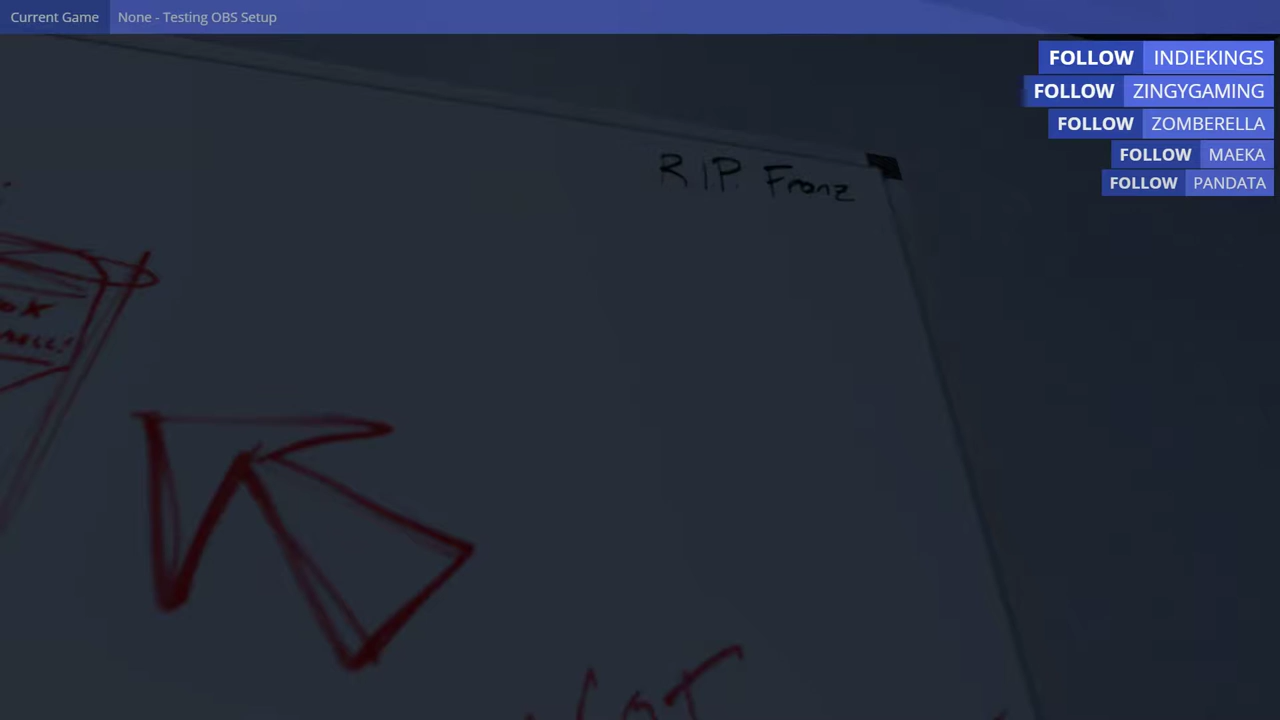 Current Game None - Testing OBS Setup
FOLLOW INDIEKINGS
FOLLOW ZINGYGAMING
FOLLOW ZOMBERELLA
FOLLOW MAEKA
FOLLOW PANDATA
R.I.P. Franz